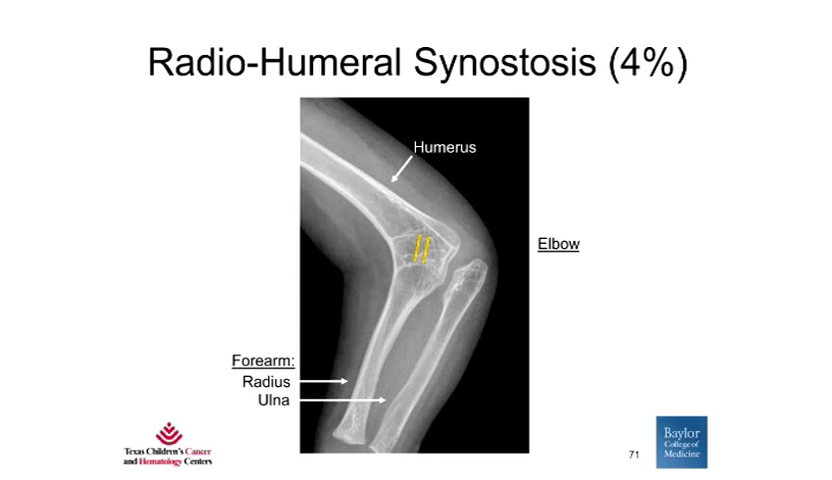 Radio-Humeral Synostosis (4%)
Humerus
Elbow
Forearm:
Radius
Ulna
Texas Children's Cancer
and Hematology Centers
71
Baylor
College of
Medicine